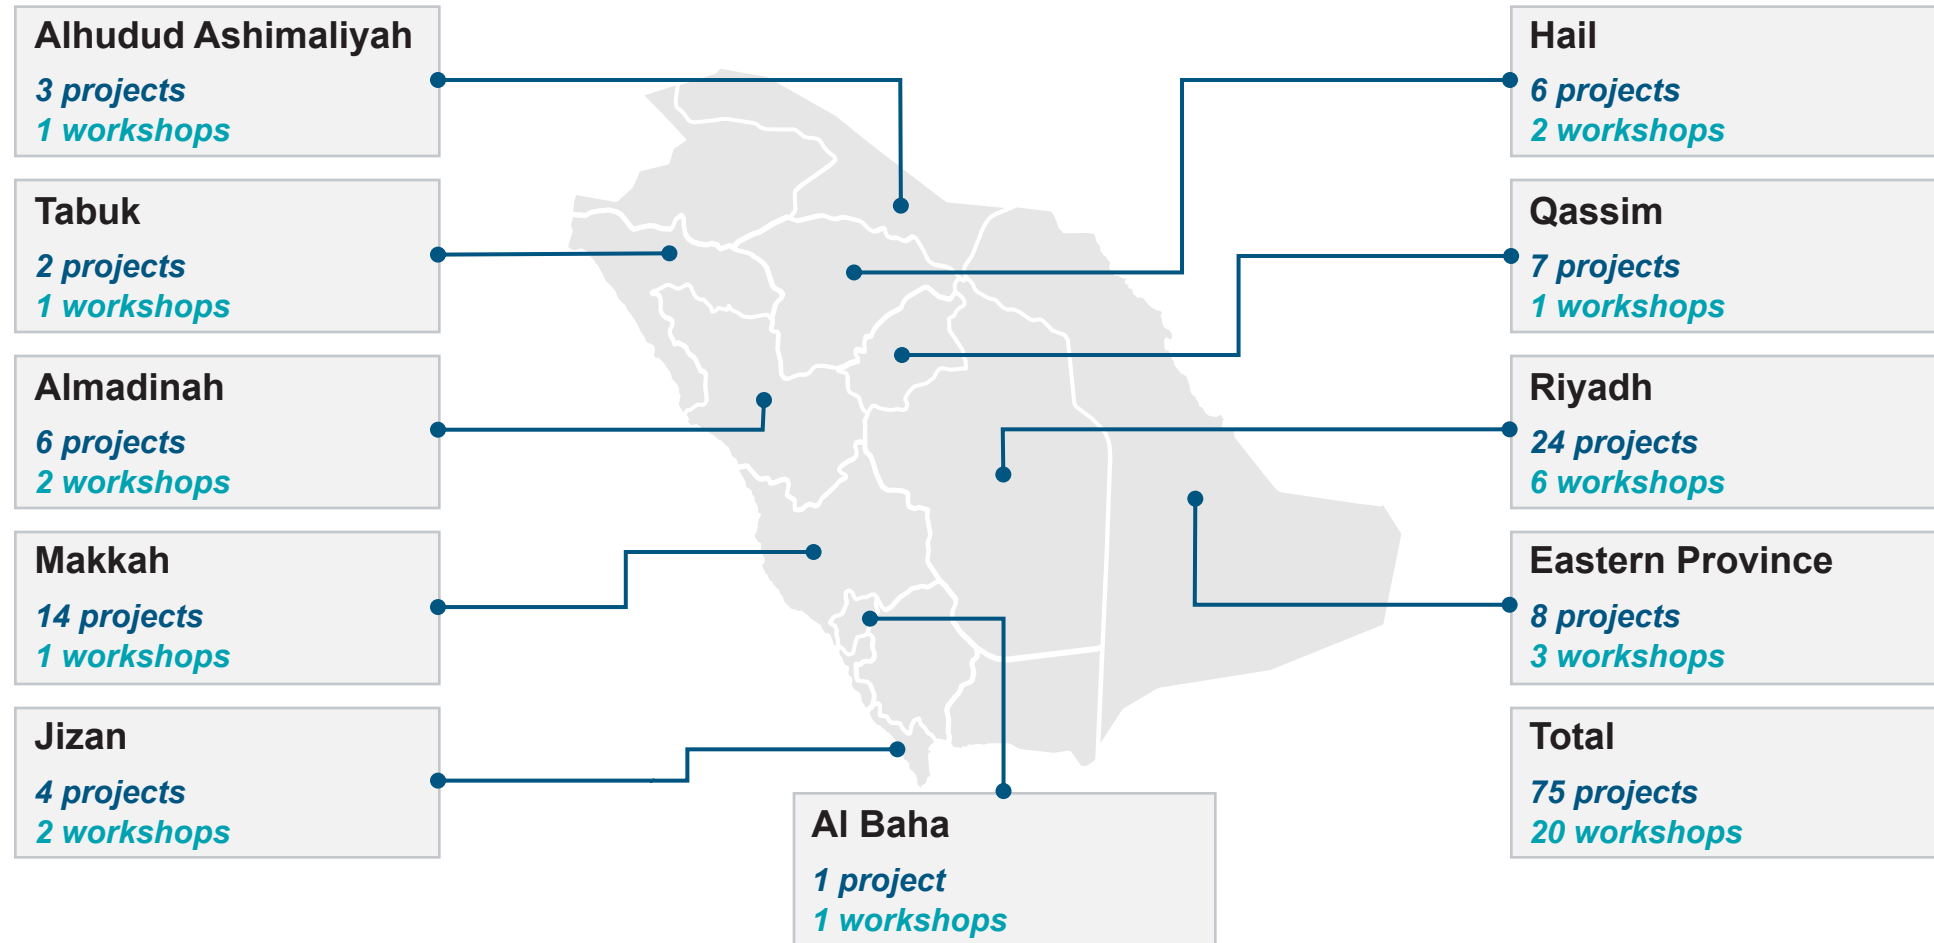 Alhudud Ashimaliyah
3 projects
1 workshops
Tabuk
2 projects
1 workshops
Almadinah
6 projects
2 workshops
Makkah
14 projects
1 workshops
Jizan
4 projects
2 workshops
Al Baha
1 project
1 workshops
Hail
6 projects
2 workshops
Qassim
7 projects
1 workshops
Riyadh
24 projects
6 workshops
Eastern Province
8 projects
3 workshops
Total
75 projects
20 workshops